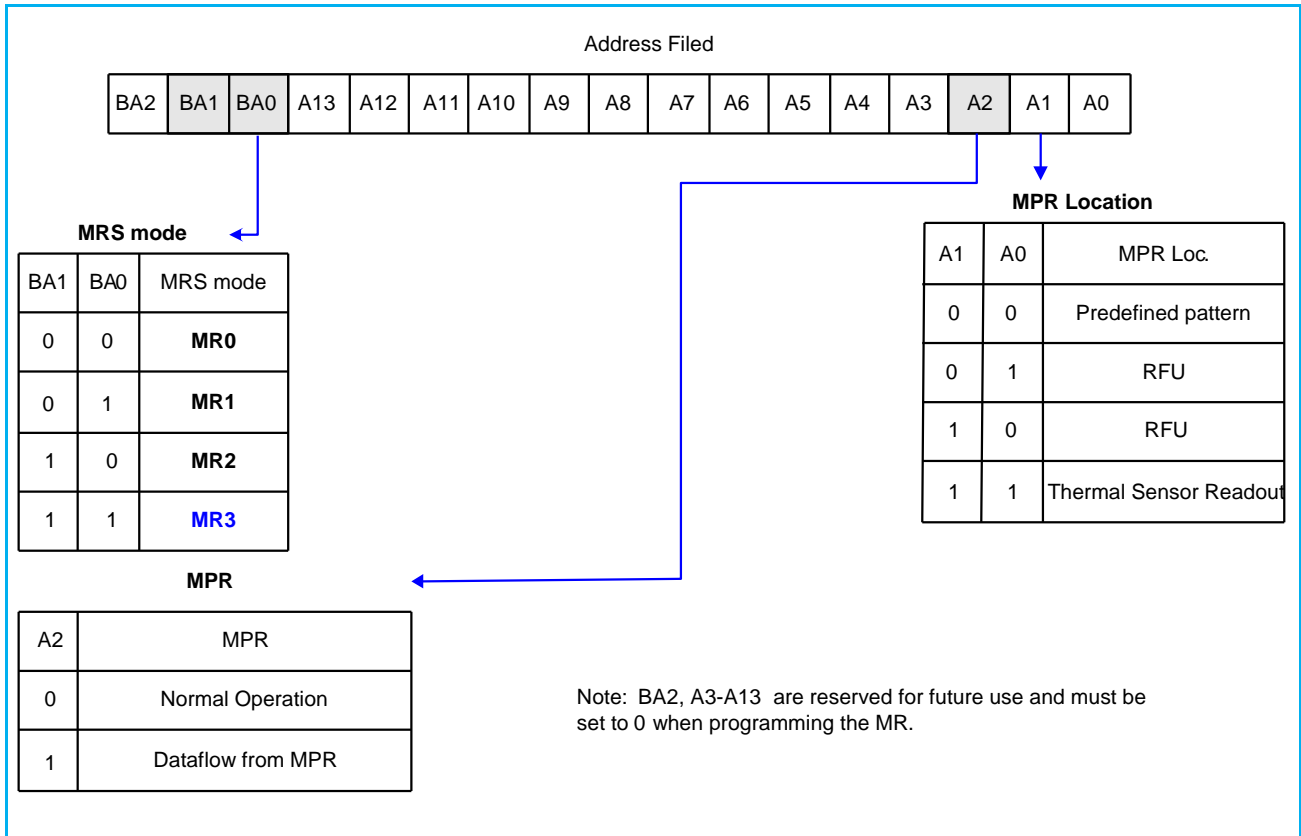 Address Filed
BA2 BA1 BA0 A13 A12 A11 A10 A9 A8 A7 A6 A5 A4 A3 A2 A1 A0
MPR Location
A1 A0 MPR Loc.
0 0 Predefined pattern
0 1 RFU
1 0 RFU
1 1 Thermal Sensor Readout
MRS mode
BA1 BA0 MRS mode
0 0 MR0
0 1 MR1
1 0 MR2
1 1 MR3
MPR
A2 MPR
0 Normal Operation
1 Dataflow from MPR
Note: BA2, A3-A13 are reserved for future use and must be
set to 0 when programming the MR.